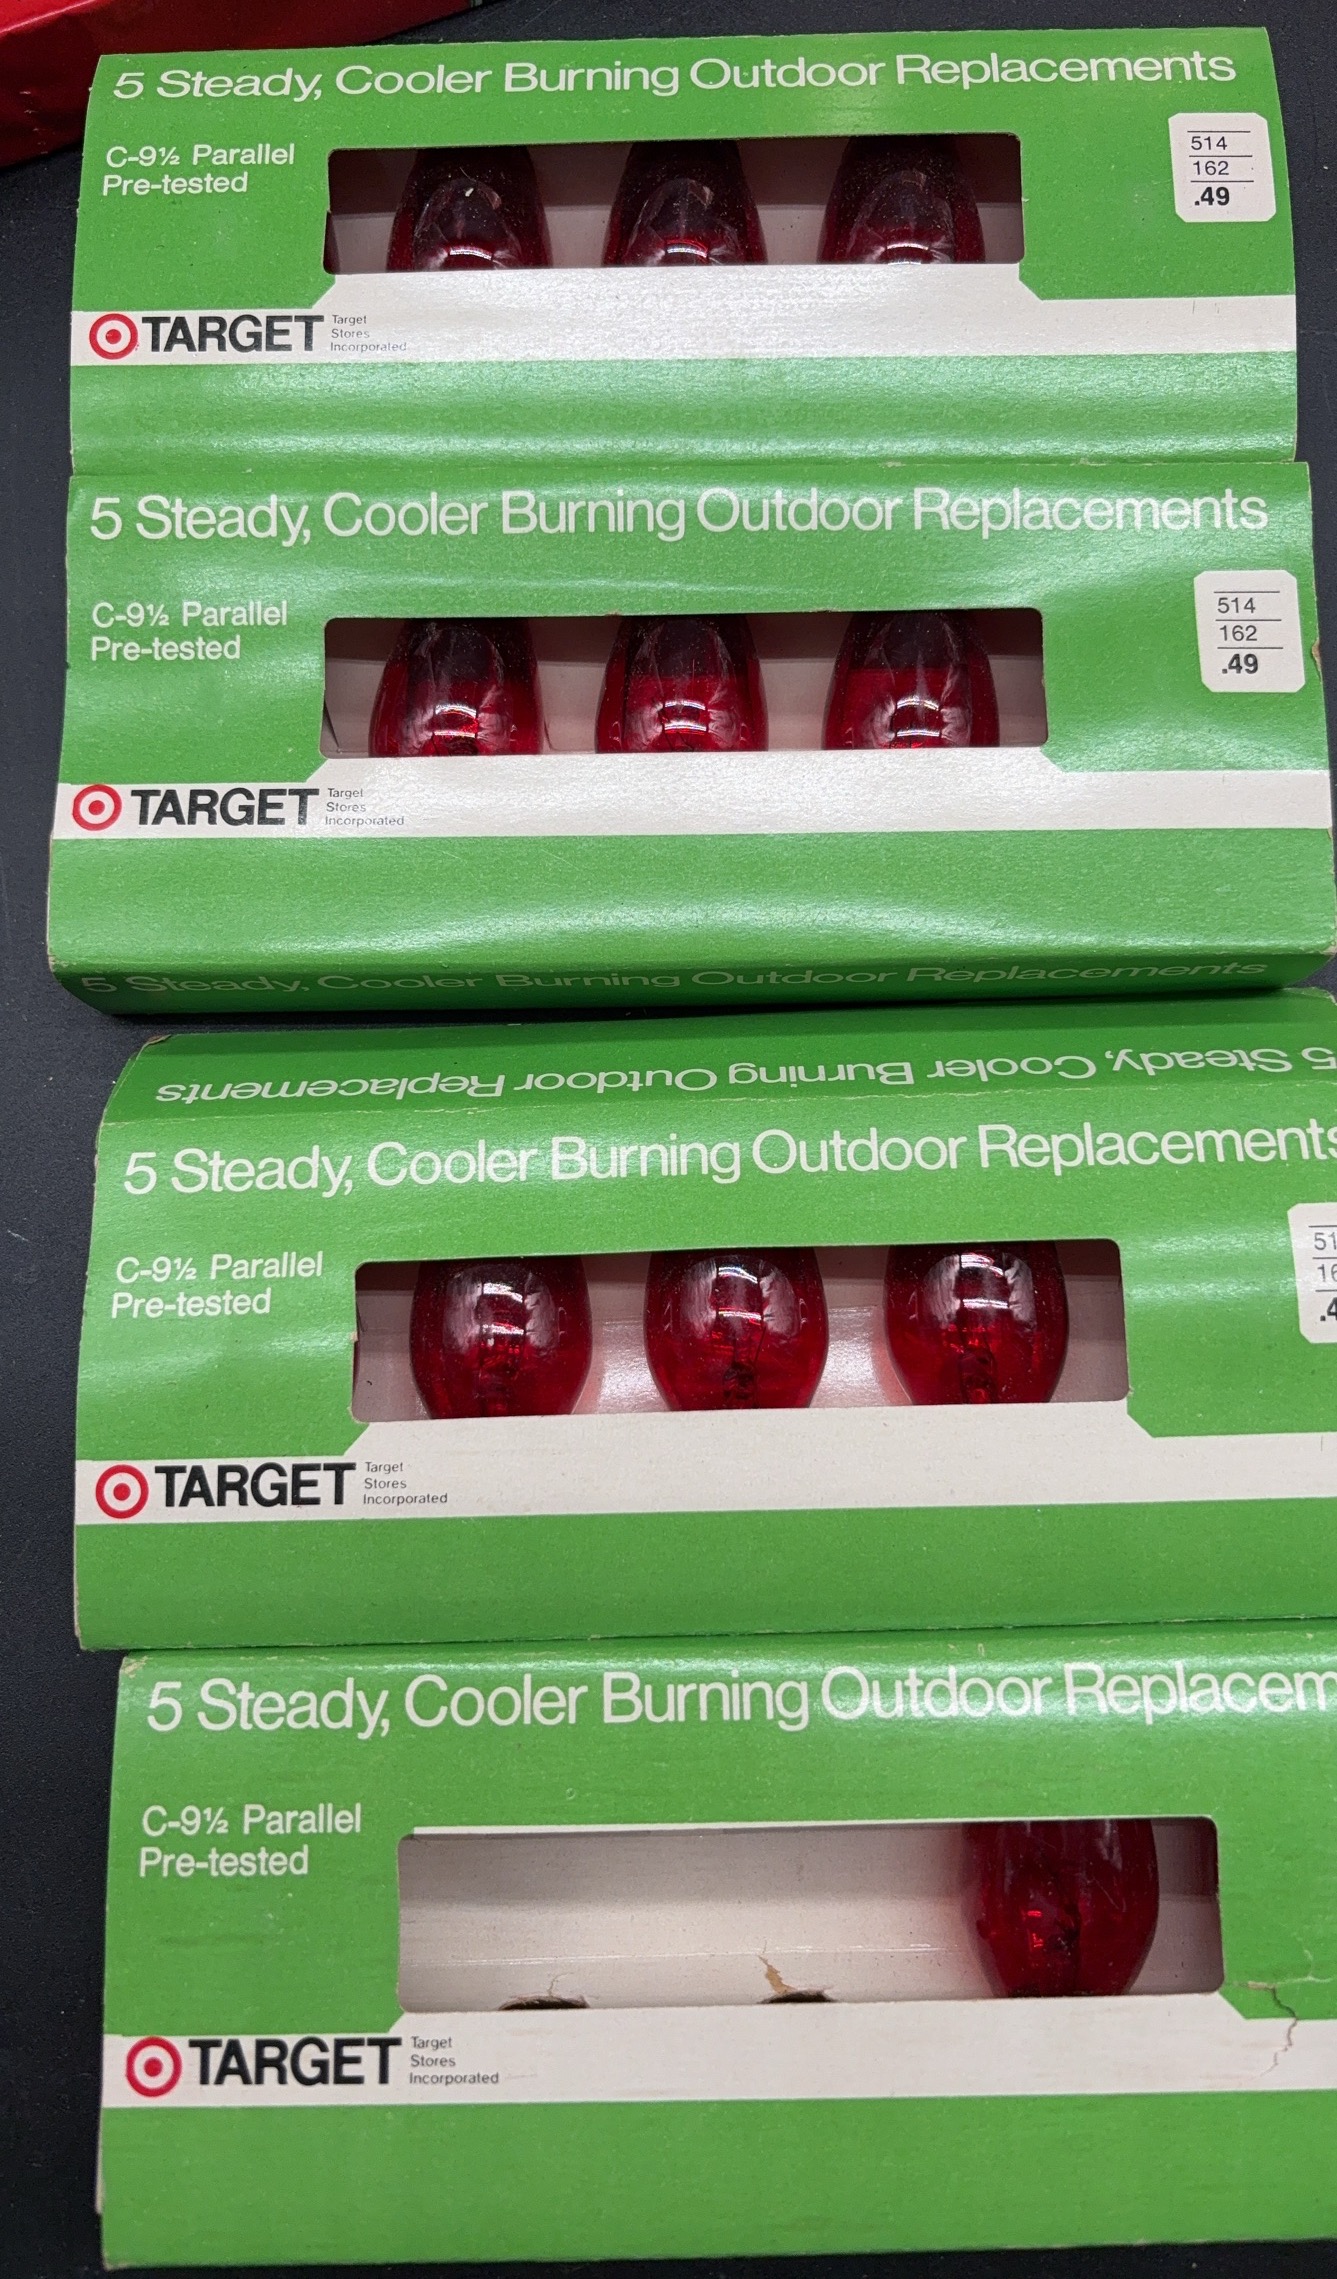 5 Steady, Cooler Burning Outdoor Replacements
C-9½ Parallel
Pre-tested
514
162
.49
TARGET
Target
Stores
Incorporated
5 Steady, Cooler Burning Outdoor Replacements
C-9½ Parallel
Pre-tested
514
162
.49
TARGET
Target
Stores
Incorporated
5 Steady, Cooler Burning Outdoor Replacements
5 Steady, Cooler Burning Outdoor Replacements
5 Steady, Cooler Burning Outdoor Replacements
C-9½ Parallel
Pre-tested
51
16
.4
TARGET
Target
Stores
Incorporated
5 Steady, Cooler Burning Outdoor Replacem
C-9½ Parallel
Pre-tested
TARGET
Target
Stores
Incorporated